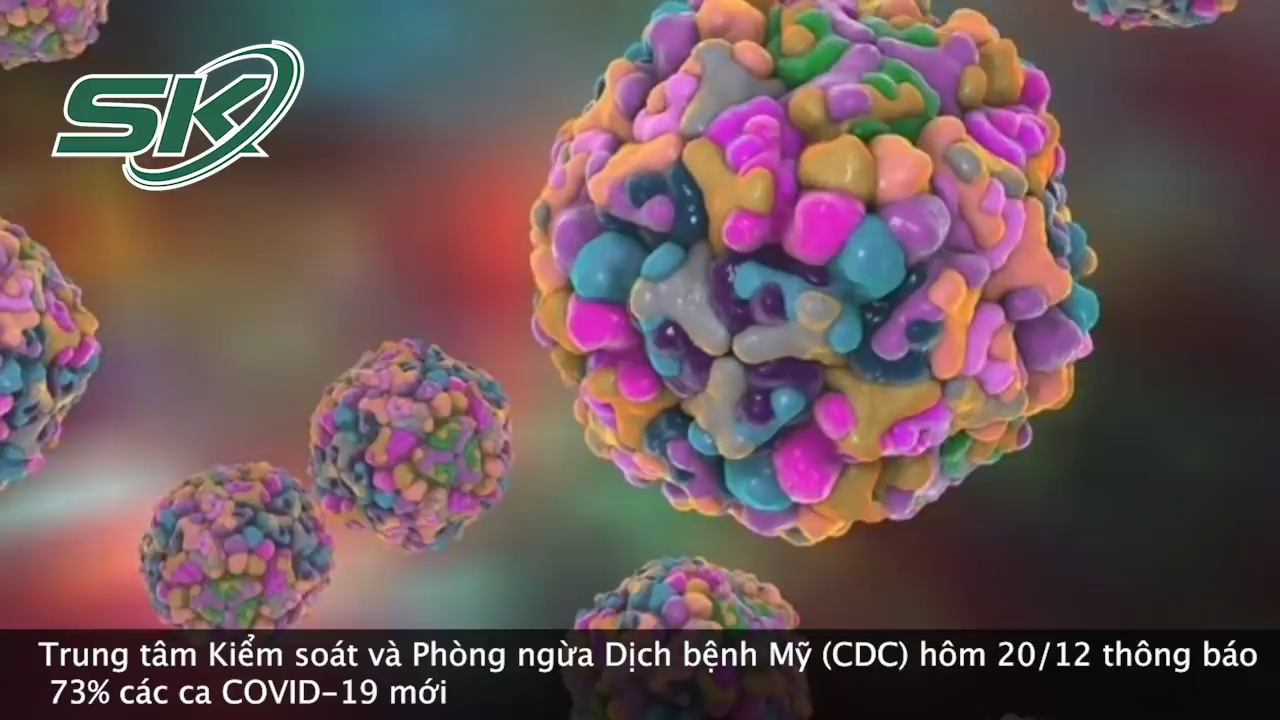 SK
Trung tâm Kiểm soát và Phòng ngừa Dịch bệnh Mỹ (CDC) hôm 20/12 thông báo
73% các ca COVID-19 mới